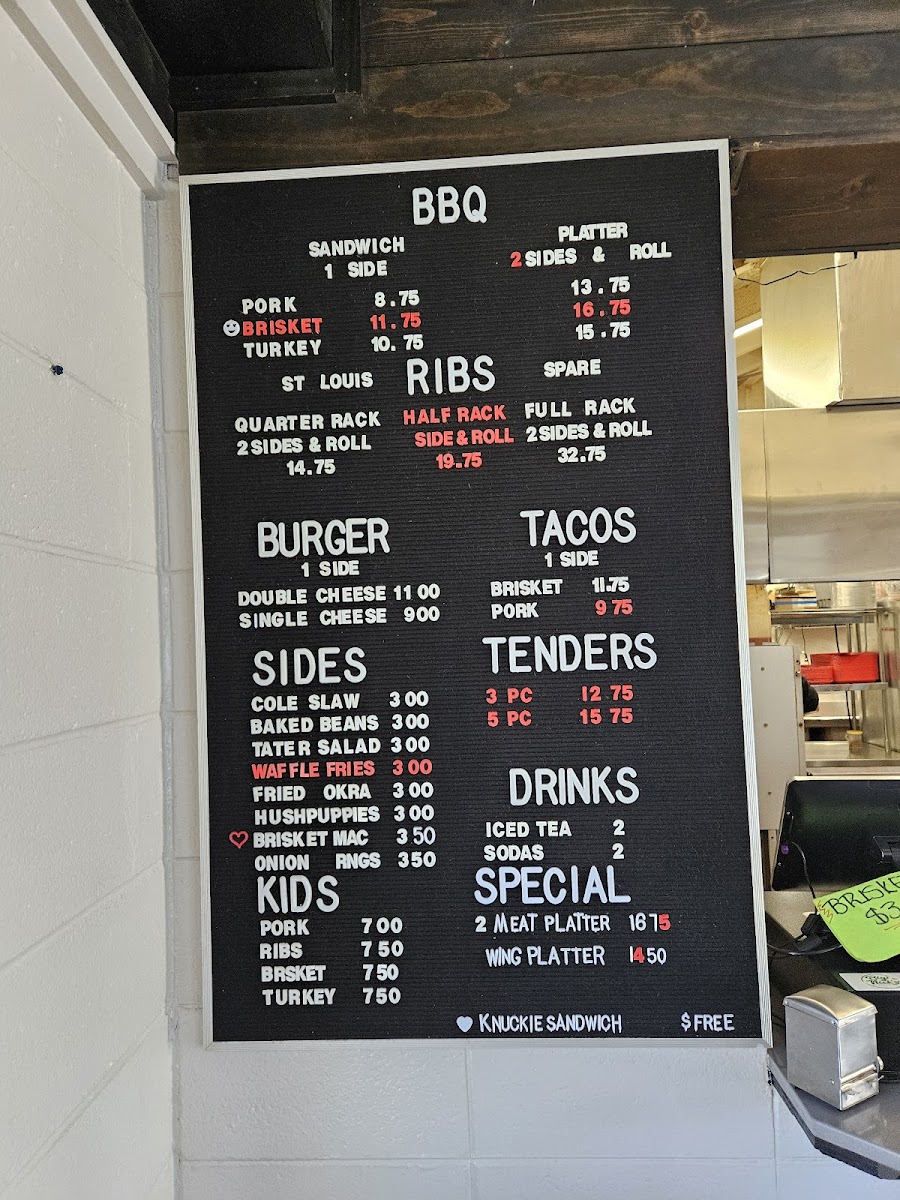 BBQ
SANDWICH
1 SIDE
PLATTER
2 SIDES & ROLL
PORK 8.75 13.75
BRISKET 11.75 16.75
TURKEY 10.75 15.75
ST LOUIS RIBS SPARE
QUARTER RACK HALF RACK FULL RACK
2 SIDES & ROLL SIDE & ROLL 2 SIDES & ROLL
14.75 19.75 32.75
BURGER
1 SIDE
DOUBLE CHEESE 11 00
SINGLE CHEESE 9 00
TACOS
1 SIDE
BRISKET 11.75
PORK 9 75
SIDES
COLE SLAW 3 00
BAKED BEANS 3 00
TATER SALAD 3 00
WAFFLE FRIES 3 00
FRIED OKRA 3 00
HUSHPUPPIES 3 00
BRISKET MAC 3 50
ONION RNGS 3 50
TENDERS
3 PC 12 75
5 PC 15 75
DRINKS
ICED TEA 2
SODAS 2
KIDS
PORK 7 00
RIBS 7 50
BRSKET 7 50
TURKEY 7 50
SPECIAL
2 MEAT PLATTER 16 75
WING PLATTER 14 50
KNUCKIE SANDWICH $ FREE
BRISKE
$3